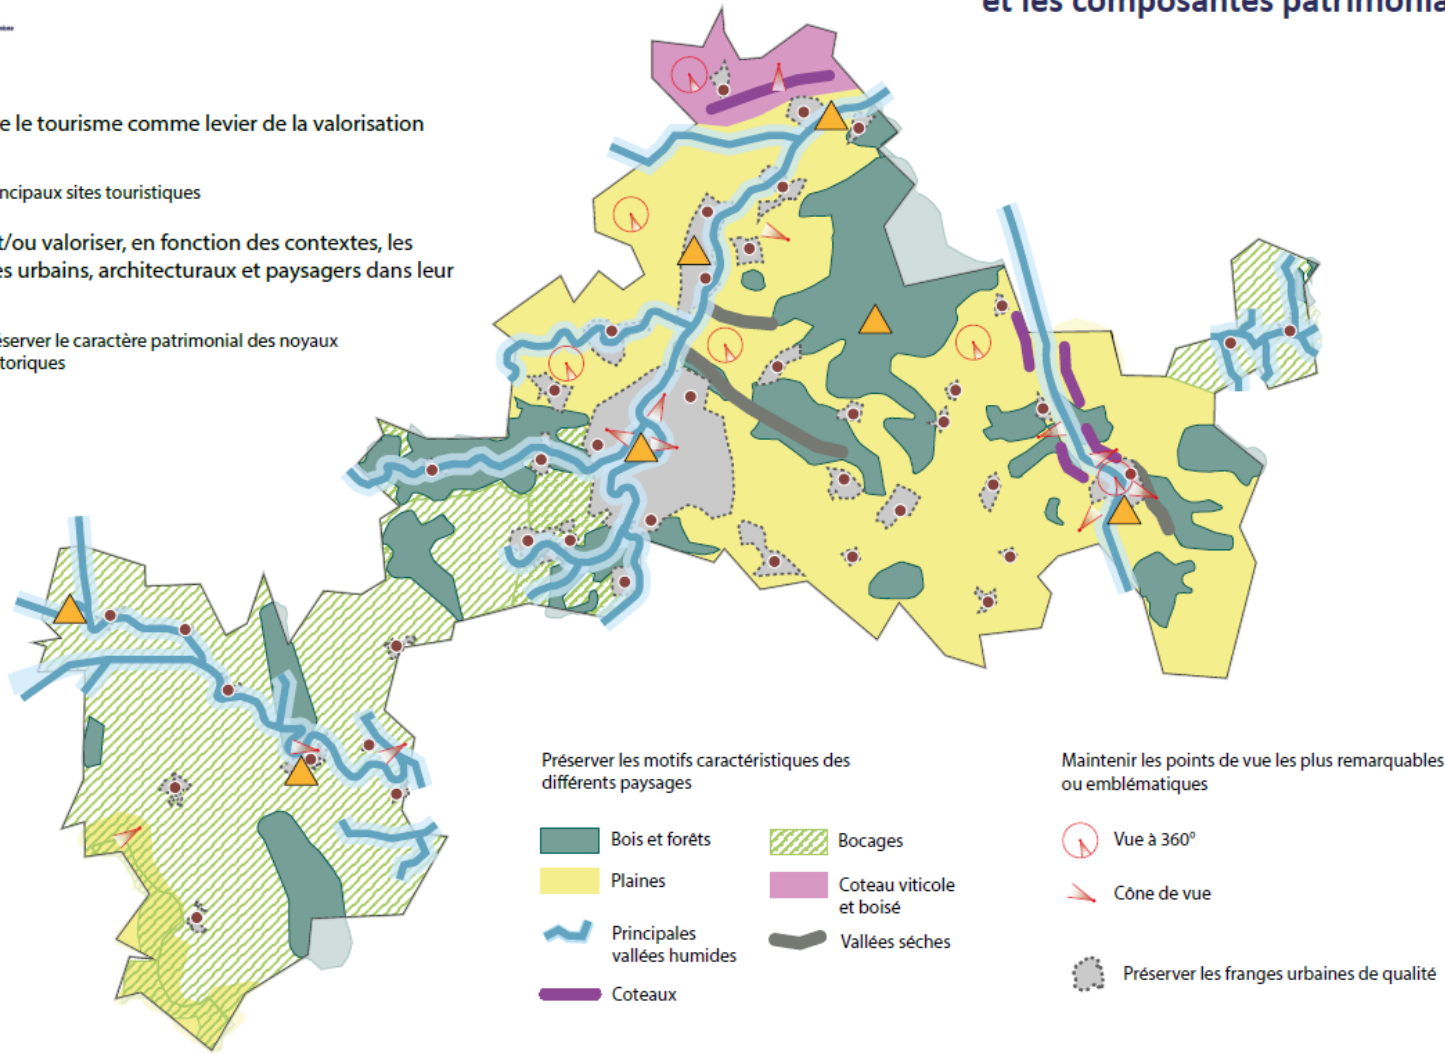 et les composantes patrimonia
e le tourisme comme levier de la valorisation
ncipaux sites touristiques
t/ou valoriser, en fonction des contextes, les
es urbains, architecturaux et paysagers dans leur
éserver le caractère patrimonial des noyaux
toriques
Préserver les motifs caractéristiques des
différents paysages
Bois et forêts
Plaines
Principales
vallées humides
Coteaux
Bocages
Coteau viticole
et boisé
Vallées séches
Maintenir les points de vue les plus remarquables
ou emblématiques
Vue à 360°
Cône de vue
Préserver les franges urbaines de qualité